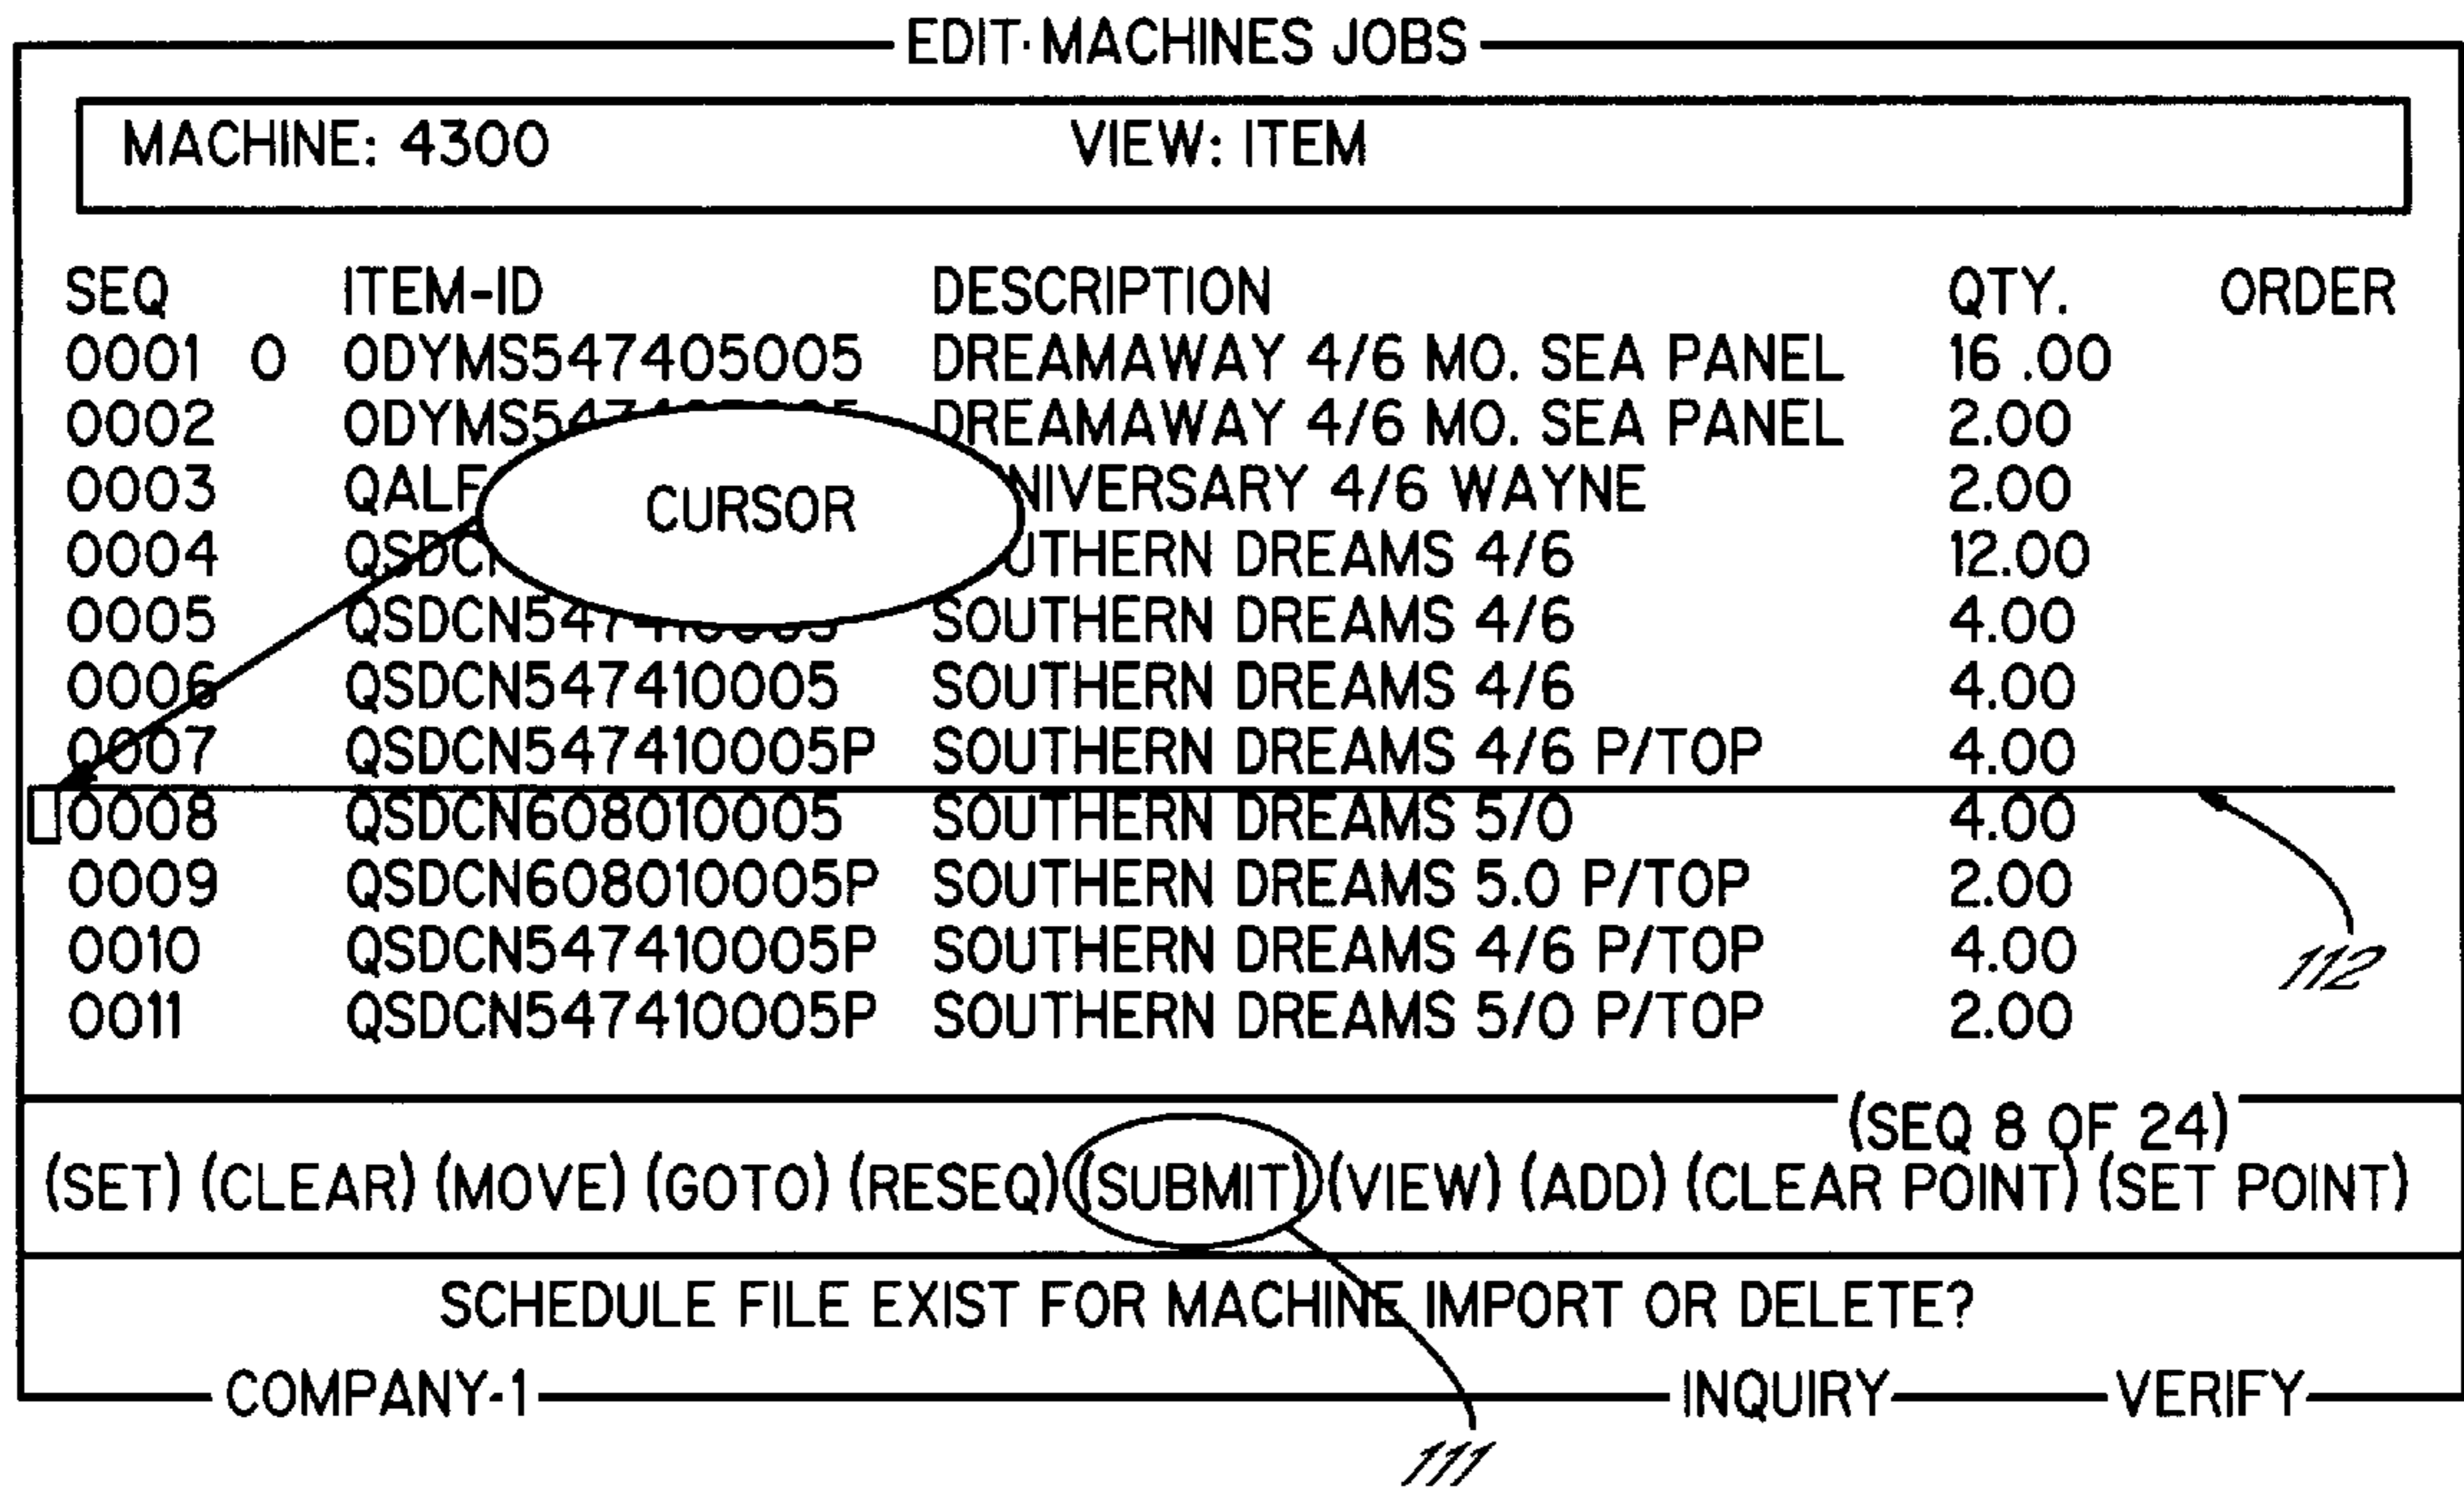 EDIT·MACHINES JOBS
MACHINE: 4300 VIEW: ITEM
SEQ ITEM-ID DESCRIPTION QTY. ORDER
0001 0 ODYMS547405005 DREAMAWAY 4/6 MO. SEA PANEL 16 .00
0002 DREAMAWAY 4/6 MO. SEA PANEL 2.00
0003 4/6 WAYNE 2.00
CURSOR
0004 DREAMS 4/6 12.00
0005 SOUTHERN DREAMS 4/6 4.00
0006 QSDCN547410005 SOUTHERN DREAMS 4/6 4.00
0007 QSDCN547410005P SOUTHERN DREAMS 4/6 P/TOP 4.00
0008 QSDCN608010005 SOUTHERN DREAMS 5/0 4.00
0009 QSDCN608010005P SOUTHERN DREAMS 5.0 P/TOP 2.00
0010 QSDCN547410005P SOUTHERN DREAMS 4/6 P/TOP 4.00
0011 QSDCN547410005P SOUTHERN DREAMS 5/0 P/TOP 2.00
112
(SEQ 8 OF 24)
(SET) (CLEAR) (MOVE) (GOTO) (RESEQ) (SUBMIT) (VIEW) (ADD) (CLEAR POINT) (SET POINT)
SCHEDULE FILE EXIST FOR MACHINE IMPORT OR DELETE?
COMPANY-1 INQUIRY VERIFY
111